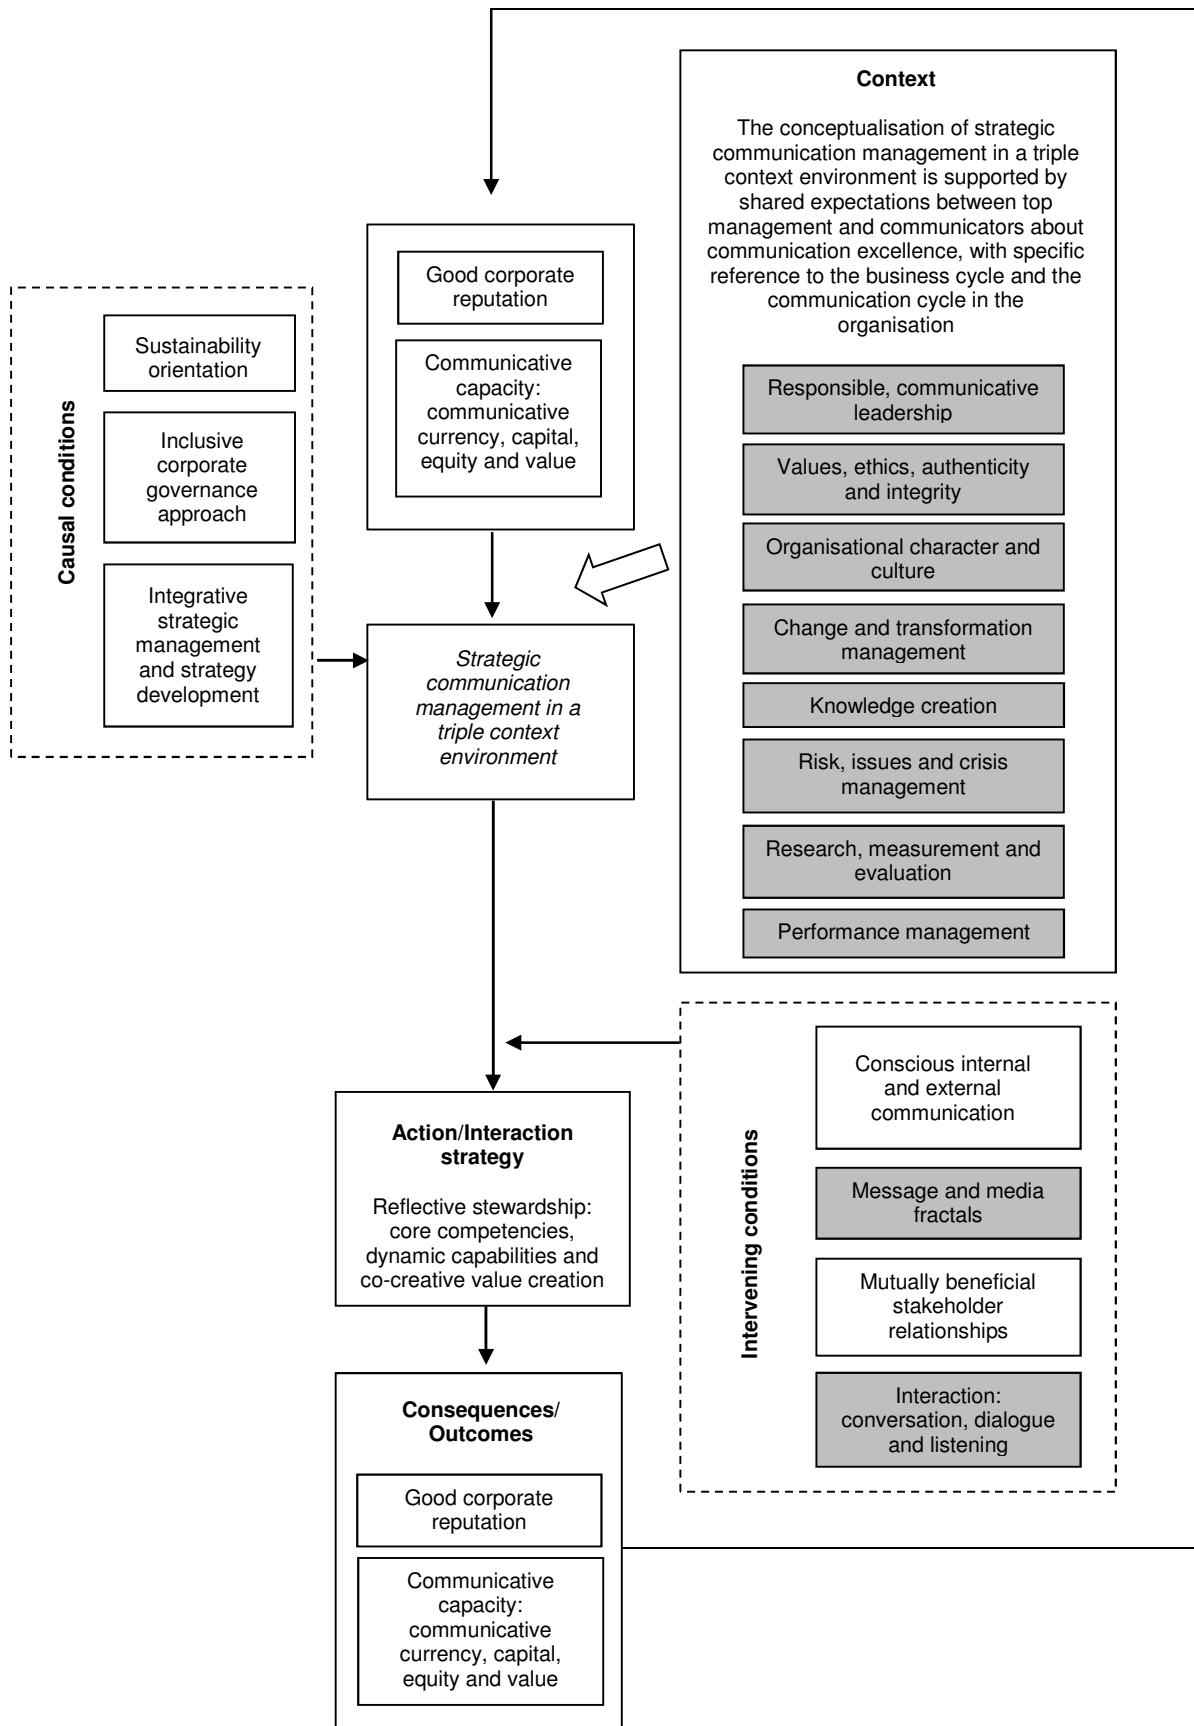 Context
The conceptualisation of strategic
communication management in a triple
context environment is supported by
shared expectations between top
management and communicators about
communication excellence, with specific
reference to the business cycle and the
communication cycle in the
organisation
Responsible, communicative
leadership
Values, ethics, authenticity
and integrity
Organisational character and
culture
Change and transformation
management
Knowledge creation
Risk, issues and crisis
management
Research, measurement and
evaluation
Performance management
Good corporate
reputation
Communicative
capacity:
communicative
currency, capital,
equity and value
Causal conditions
Sustainability
orientation
Inclusive
corporate
governance
approach
Integrative
strategic
management
and strategy
development
Strategic
communication
management in a
triple context
environment
Intervening conditions
Conscious internal
and external
communication
Message and media
fractals
Mutually beneficial
stakeholder
relationships
Interaction:
conversation, dialogue
and listening
Action/Interaction
strategy
Reflective stewardship:
core competencies,
dynamic capabilities and
co-creative value creation
Consequences/
Outcomes
Good corporate
reputation
Communicative
capacity:
communicative
currency, capital,
equity and value